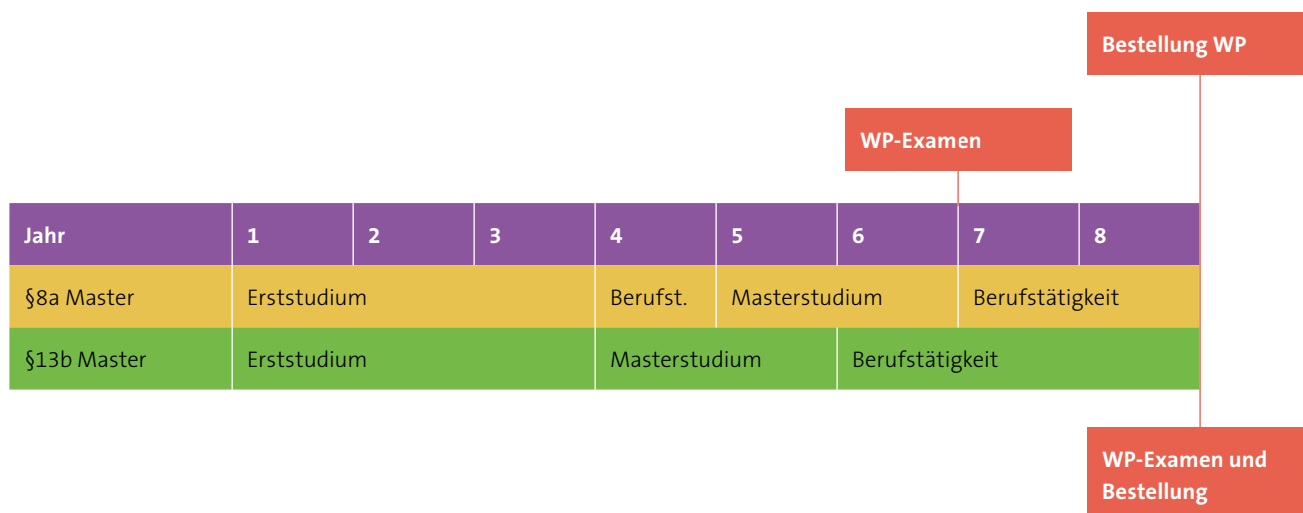 Bestellung WP
WP-Examen
Jahr 1 2 3 4 5 6 7 8
§8a Master Erststudium Berufst. Masterstudium Berufstätigkeit
§13b Master Erststudium Masterstudium Berufstätigkeit
WP-Examen und
Bestellung